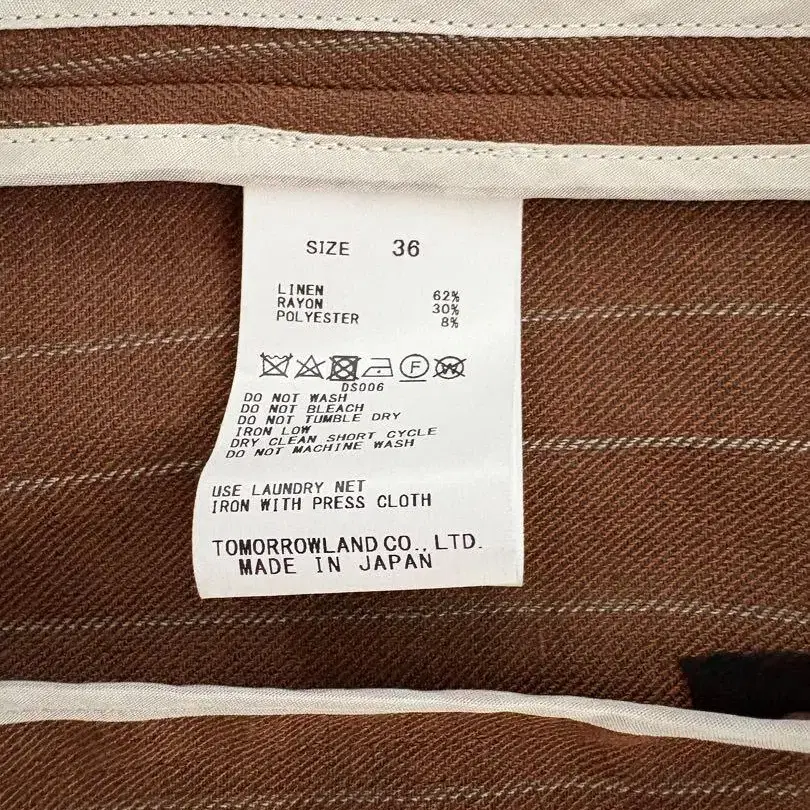 SIZE 36
LINEN 62%
RAYON 30%
POLYESTER 8%
F W
DS006
DO NOT WASH
DO NOT BLEACH
DO NOT TUMBLE DRY
IRON LOW
DRY CLEAN SHORT CYCLE
DO NOT MACHINE WASH
USE LAUNDRY NET
IRON WITH PRESS CLOTH
TOMORROWLAND CO., LTD.
MADE IN JAPAN